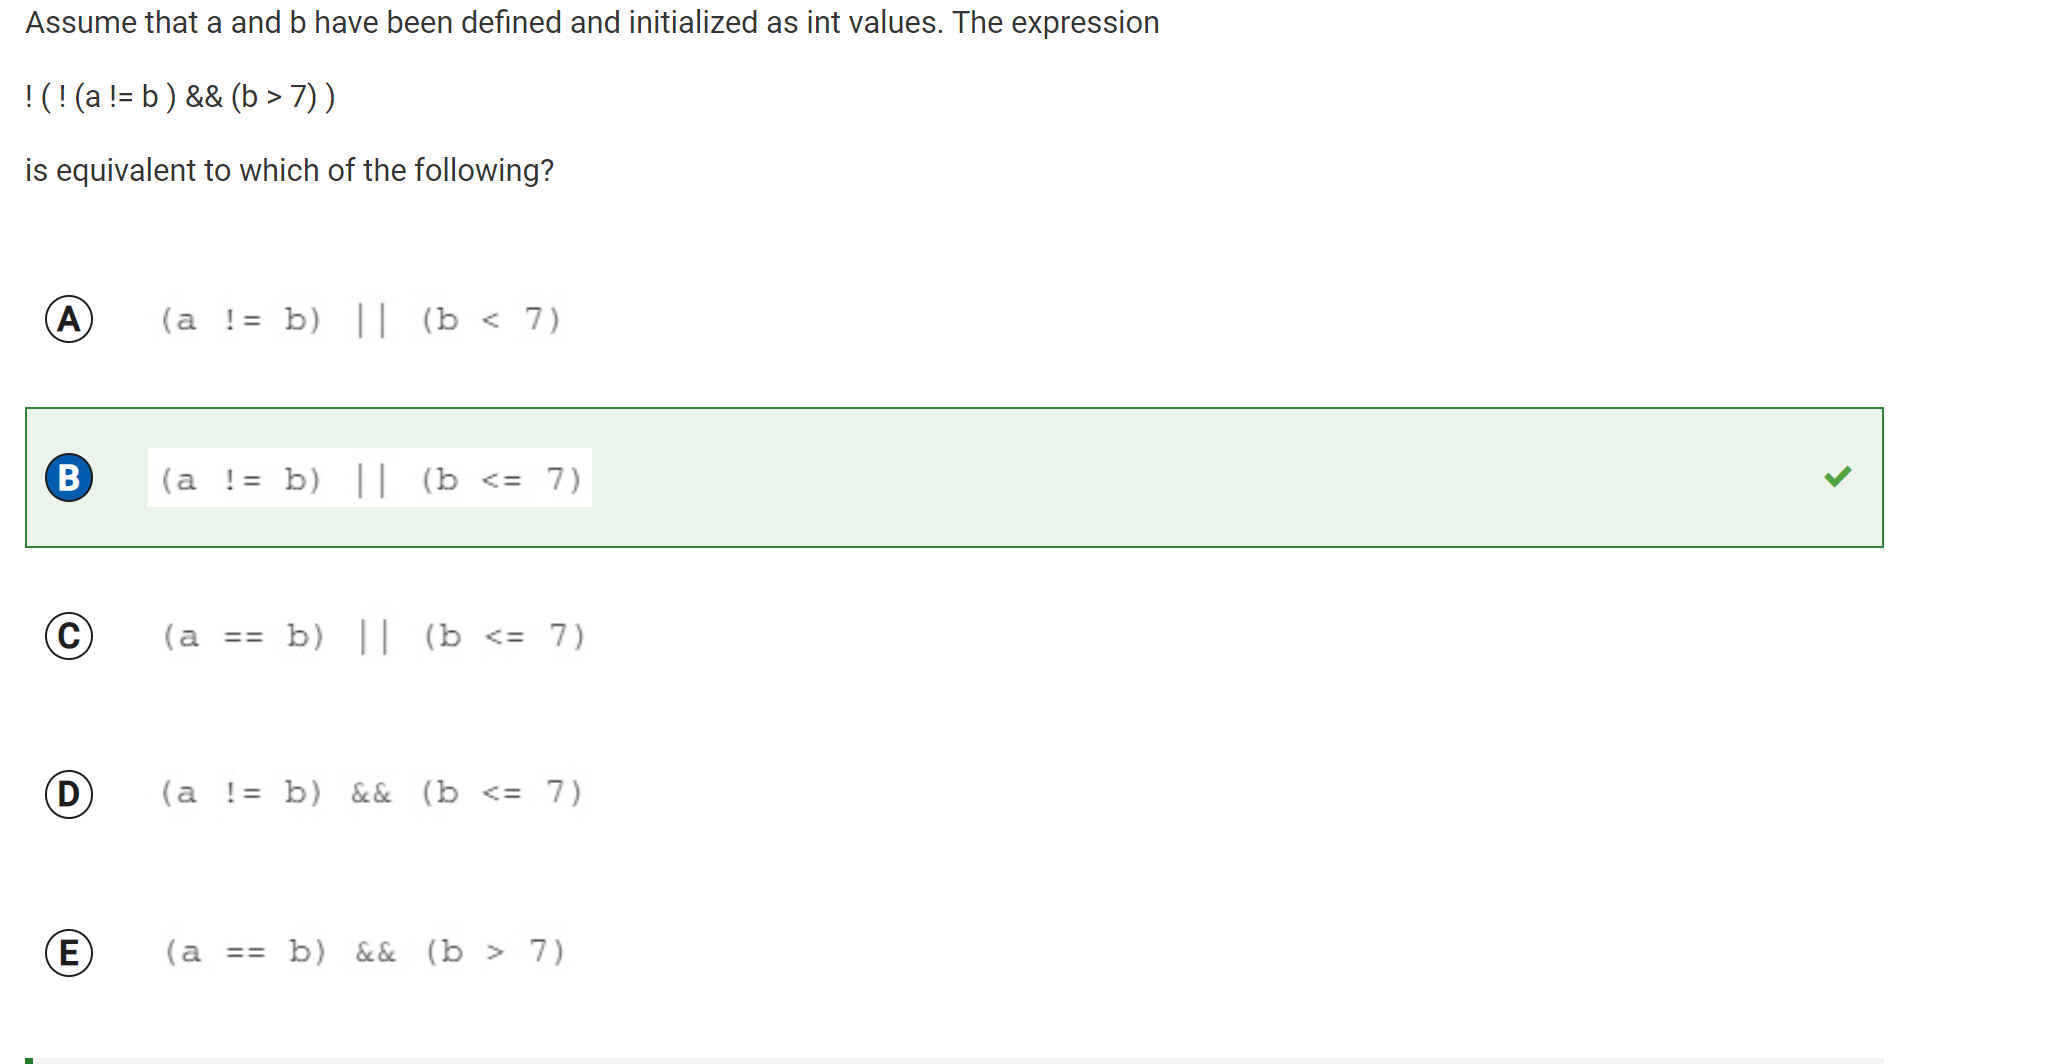 Assume that a and b have been defined and initialized as int values. The expression
! ( ! (a != b ) && (b > 7) )
is equivalent to which of the following?
A (a != b) || (b < 7)
B (a != b) || (b <= 7)
C (a == b) || (b <= 7)
D (a != b) && (b <= 7)
E (a == b) && (b > 7)